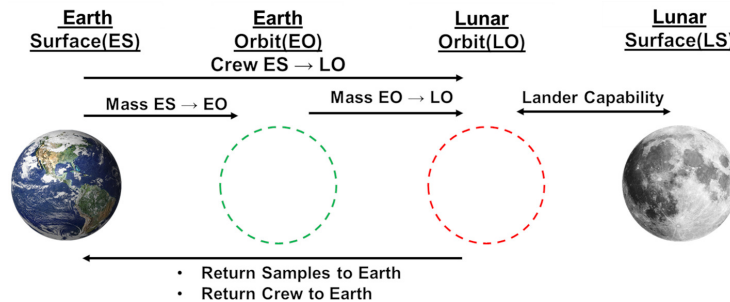 Earth
Surface(ES)
Earth
Orbit(EO)
Lunar
Orbit(LO)
Lunar
Surface(LS)
Crew ES → LO
Mass ES → EO
Mass EO → LO
Lander Capability
• Return Samples to Earth
• Return Crew to Earth